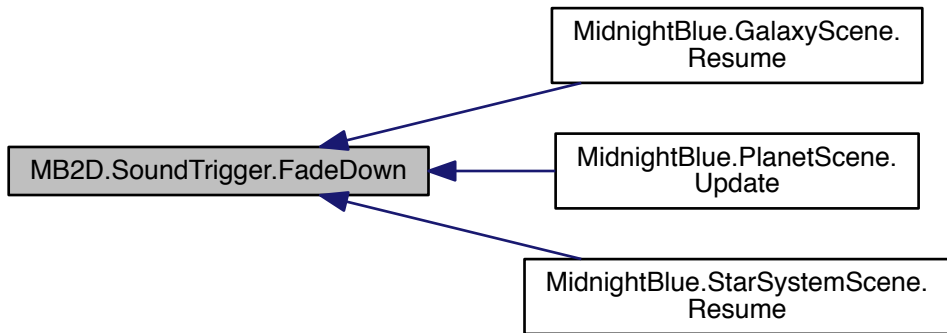 MidnightBlue.GalaxyScene.
Resume
MB2D.SoundTrigger.FadeDown
MidnightBlue.PlanetScene.
Update
MidnightBlue.StarSystemScene.
Resume